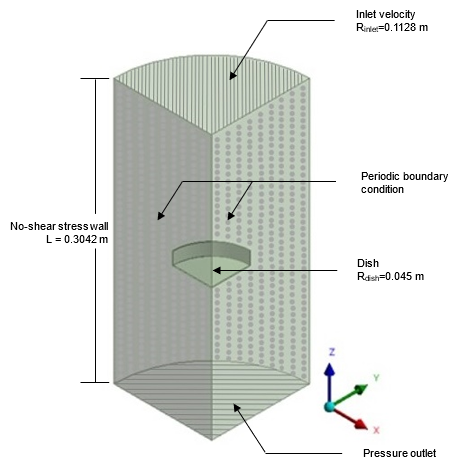 Inlet velocity
Rinlet=0.1128 m
Periodic boundary
condition
No-shear stress wall
L = 0.3042 m
Dish
Rdish=0.045 m
Z
Y
X
Pressure outlet